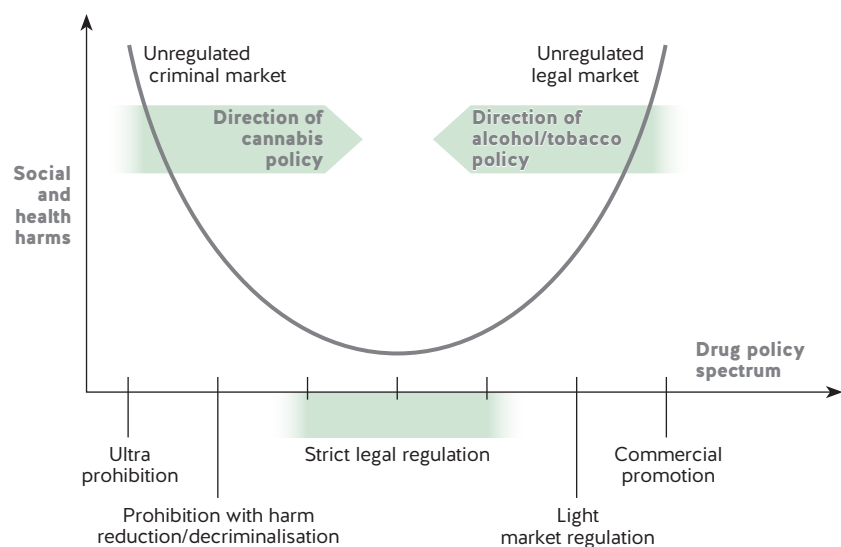 Unregulated
criminal market
Unregulated
legal market
Direction of
cannabis
policy
Direction of
alcohol/tobacco
policy
Social
and
health
harms
Drug policy
spectrum
Ultra
prohibition
Strict legal regulation
Commercial
promotion
Prohibition with harm
reduction/decriminalisation
Light
market regulation